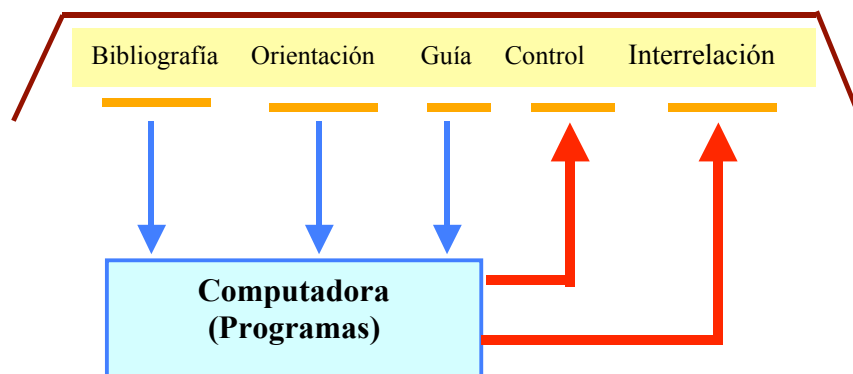 Bibliografía Orientación Guía Control Interrelación
Computadora
(Programas)